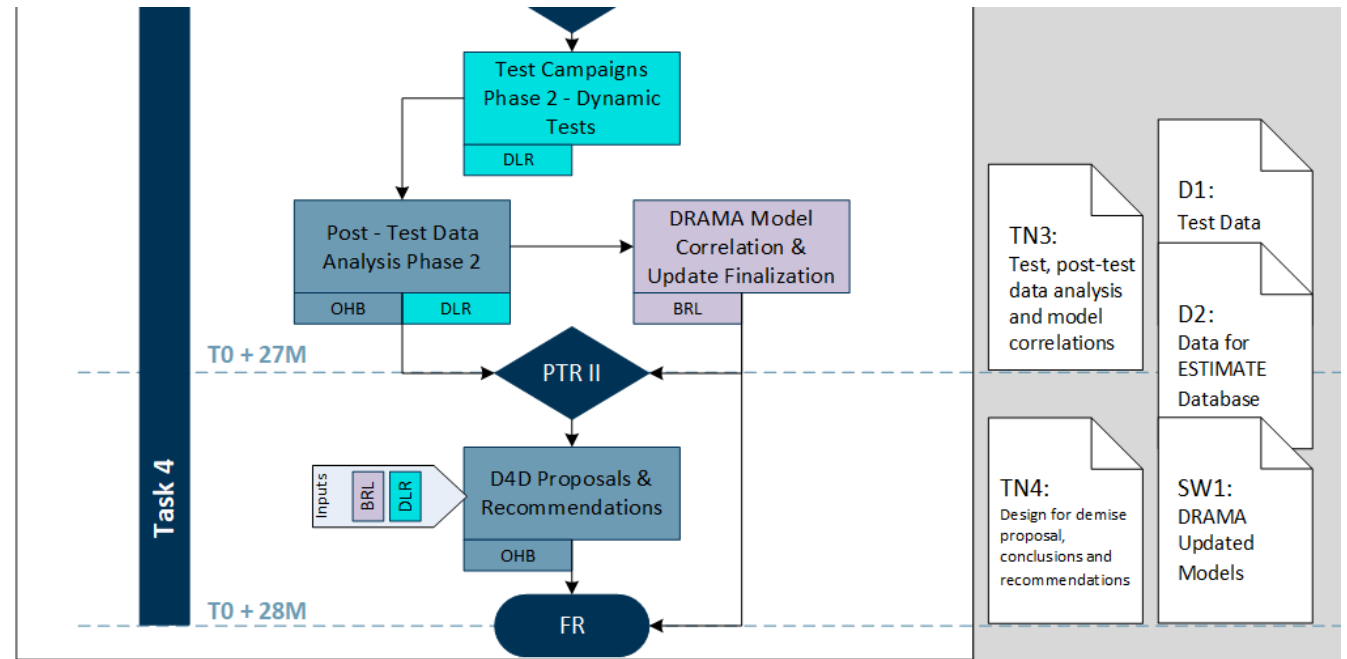 Test Campaigns
Phase 2 - Dynamic
Tests
DLR
Post - Test Data
Analysis Phase 2
OHB
DLR
DRAMA Model
Correlation &
Update Finalization
BRL
T0 + 27M
PTR II
Task 4
Inputs
BRL
DLR
D4D Proposals &
Recommendations
OHB
T0 + 28M
FR
TN3:
Test, post-test
data analysis
and model
correlations
D1:
Test Data
D2:
Data for
ESTIMATE
Database
TN4:
Design for demise
proposal,
conclusions and
recommendations
SW1:
DRAMA
Updated
Models